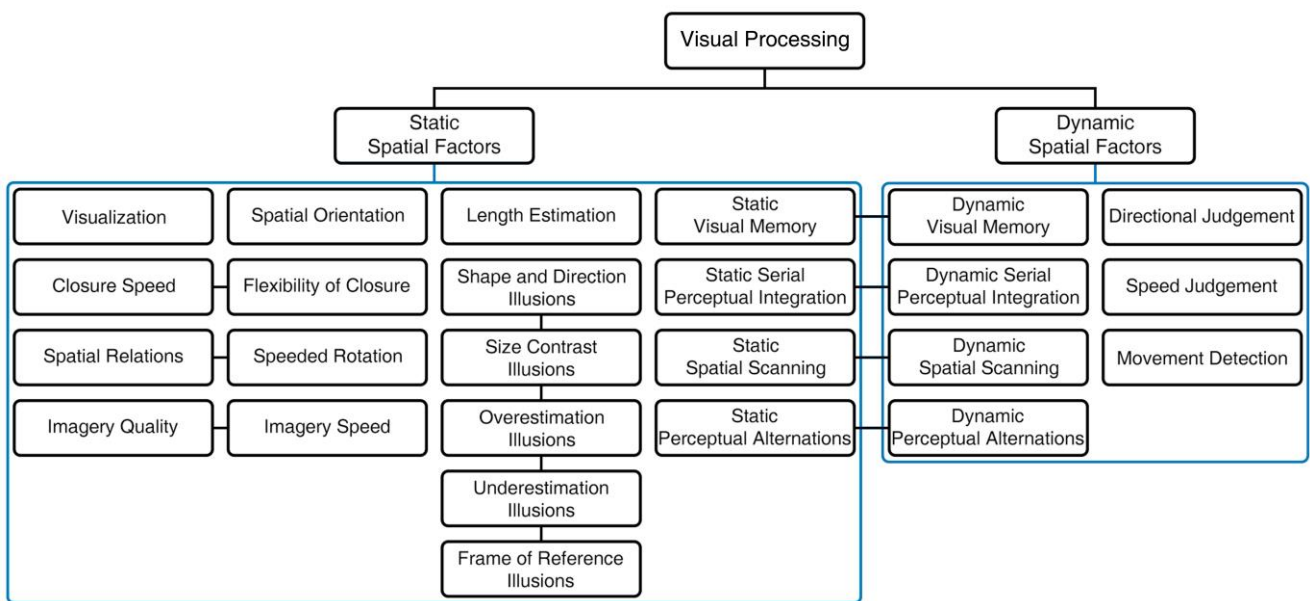 Visual Processing
Static
Spatial Factors
Dynamic
Spatial Factors
Visualization
Spatial Orientation
Length Estimation
Static
Visual Memory
Dynamic
Visual Memory
Directional Judgement
Closure Speed
Flexibility of Closure
Shape and Direction
Illusions
Static Serial
Perceptual Integration
Dynamic Serial
Perceptual Integration
Speed Judgement
Spatial Relations
Speeded Rotation
Size Contrast
Illusions
Static
Spatial Scanning
Dynamic
Spatial Scanning
Movement Detection
Imagery Quality
Imagery Speed
Overestimation
Illusions
Static
Perceptual Alternations
Dynamic
Perceptual Alternations
Underestimation
Illusions
Frame of Reference
Illusions